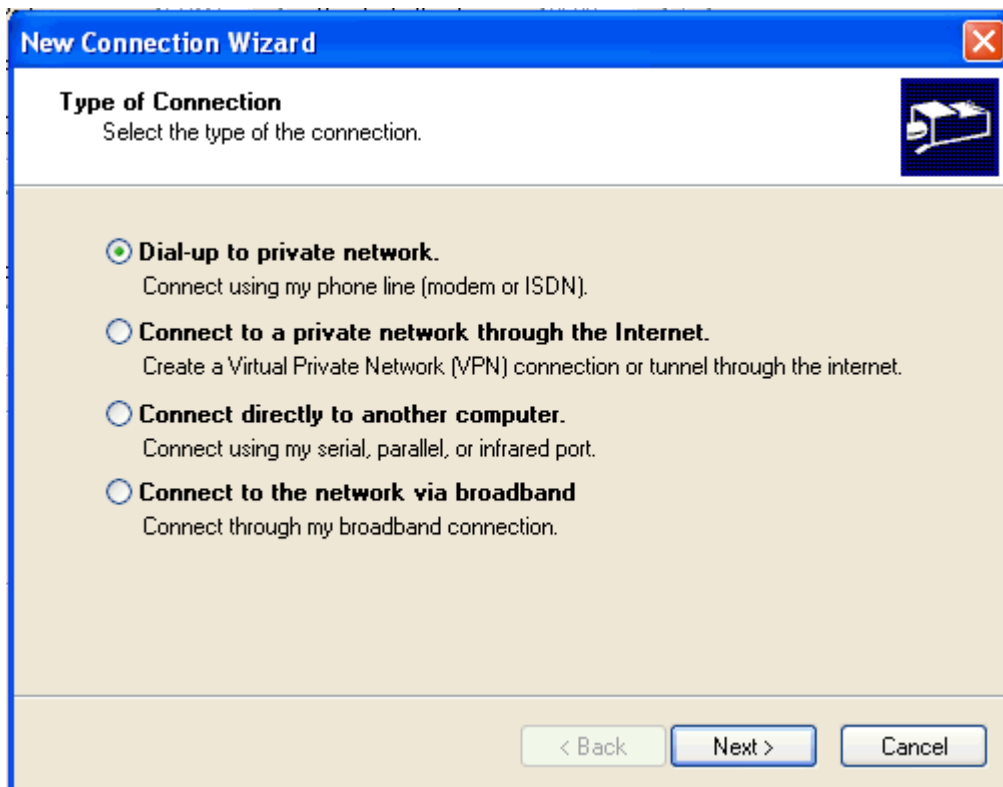 New Connection Wizard
Type of Connection
Select the type of the connection.
Dial-up to private network.
Connect using my phone line (modem or ISDN).
Connect to a private network through the Internet.
Create a Virtual Private Network (VPN) connection or tunnel through the internet.
Connect directly to another computer.
Connect using my serial, parallel, or infrared port.
Connect to the network via broadband
Connect through my broadband connection.
< Back Next > Cancel